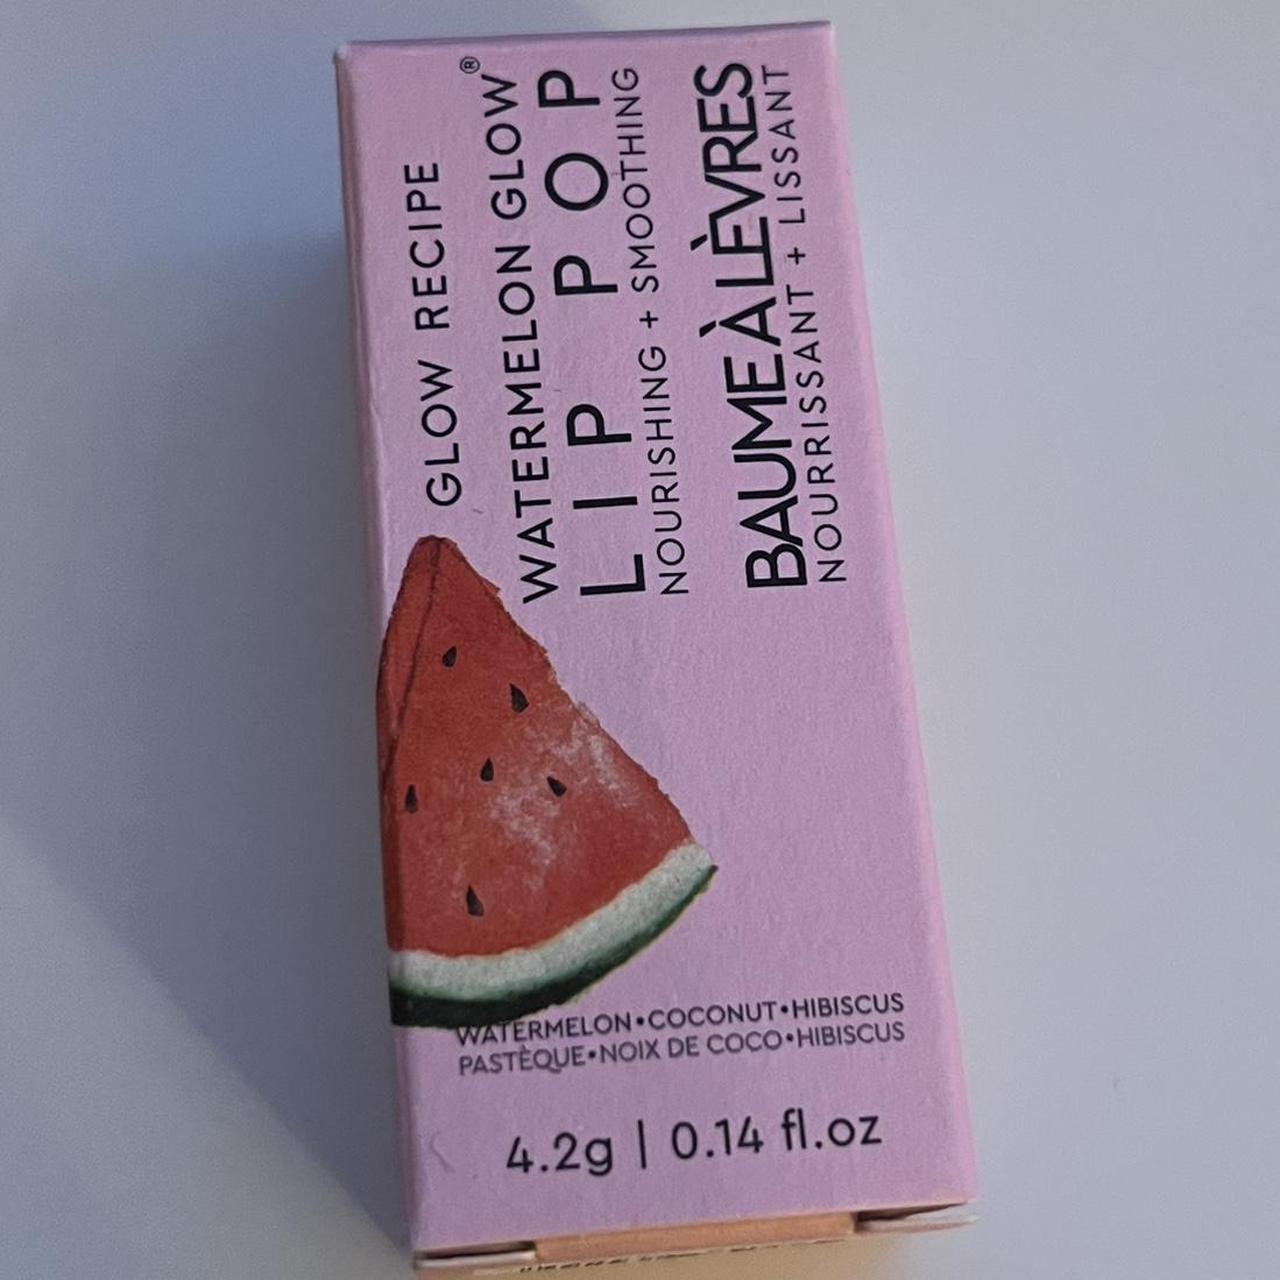 GLOW RECIPE
WATERMELON GLOW®
LIP POP
NOURISHING + SMOOTHING
BAUME À LÈVRES
NOURRISSANT + LISSANT
WATERMELON•COCONUT•HIBISCUS
PASTÈQUE•NOIX DE COCO•HIBISCUS
4.2g | 0.14 fl.oz